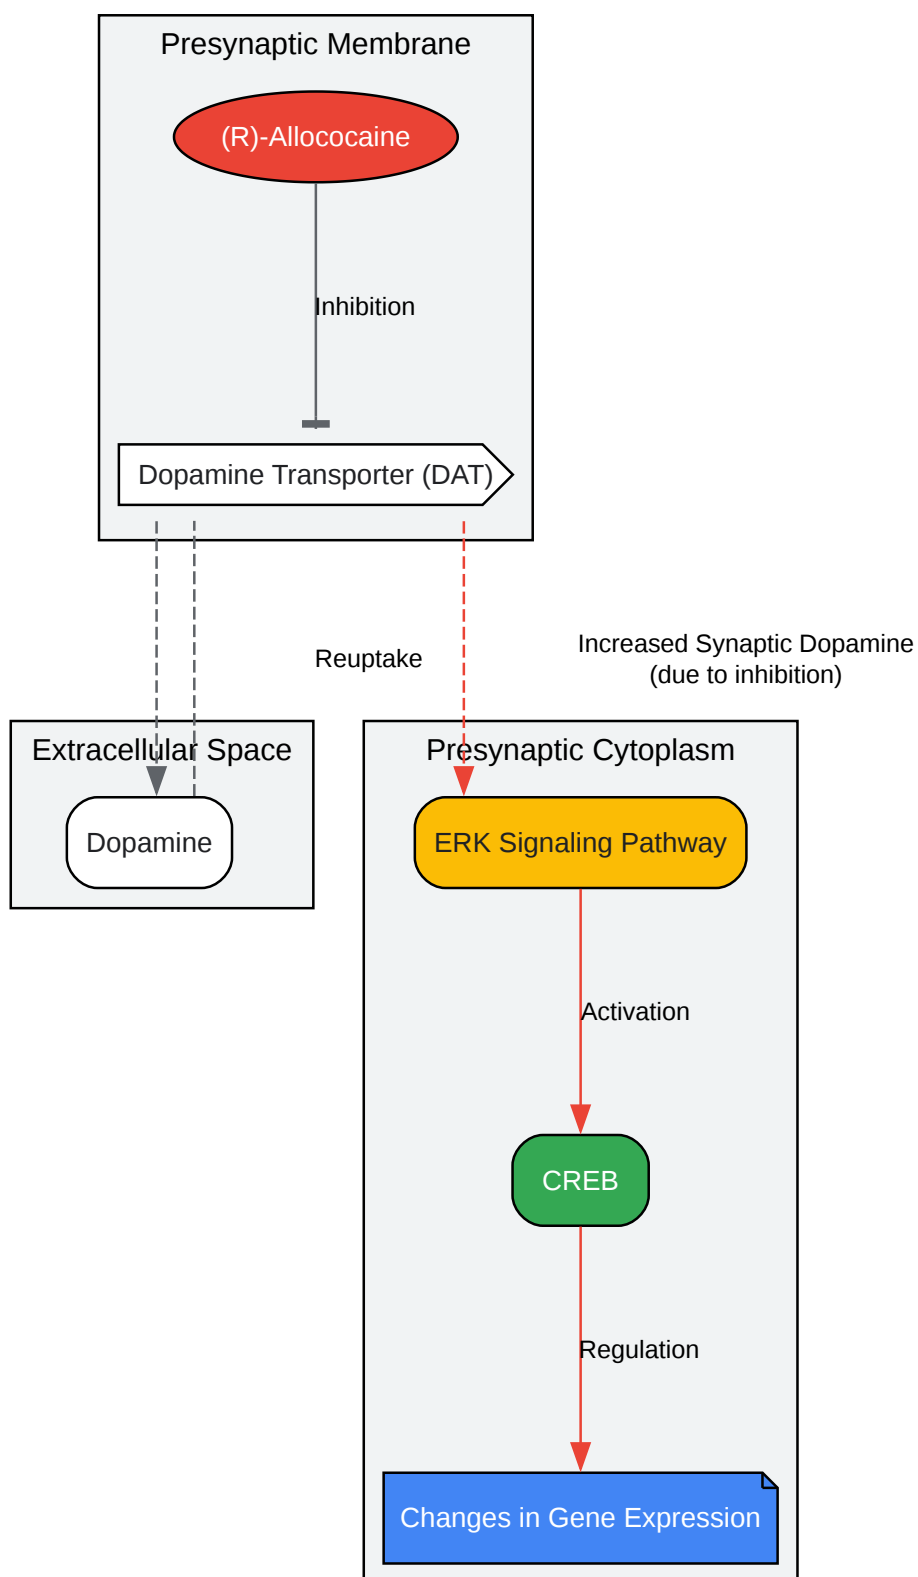 Presynaptic Membrane
(R)-Allococaine
Inhibition
Dopamine Transporter (DAT)
Reuptake
Increased Synaptic Dopamine
(due to inhibition)
Extracellular Space
Dopamine
Presynaptic Cytoplasm
ERK Signaling Pathway
Activation
CREB
Regulation
Changes in Gene Expression